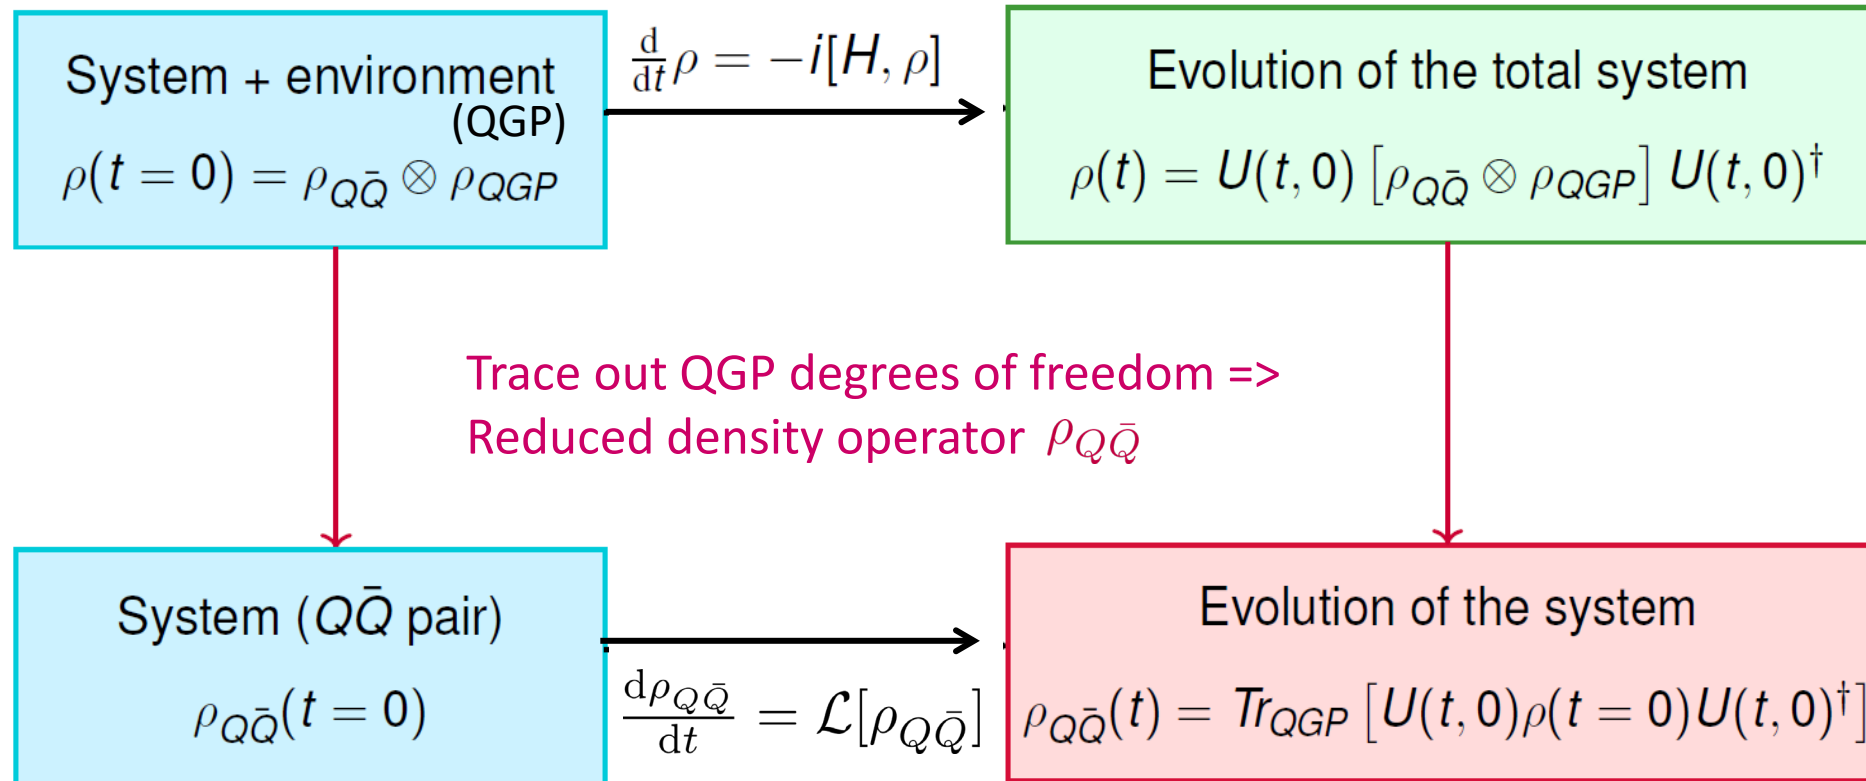 System + environment
(QGP)
ρ(t = 0) = ρ_{QQ̄} ⊗ ρ_{QGP}
d/dt ρ = −i[H, ρ]
Evolution of the total system
ρ(t) = U(t, 0) [ρ_{QQ̄} ⊗ ρ_{QGP}] U(t, 0)†
Trace out QGP degrees of freedom =>
Reduced density operator ρ_{QQ̄}
System (QQ̄ pair)
ρ_{QQ̄}(t = 0)
dρ_{QQ̄}/dt = ℒ[ρ_{QQ̄}]
Evolution of the system
ρ_{QQ̄}(t) = Tr_{QGP} [U(t, 0)ρ(t = 0)U(t, 0)†]